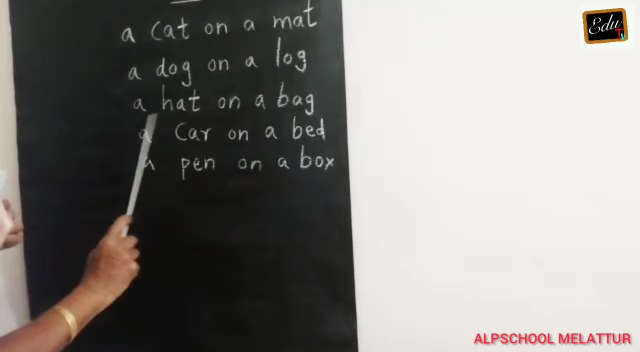 a cat on a mat
a dog on a log
a hat on a bag
a car on a bed
a pen on a box
Edu
ALPSCHOOL MELATTUR